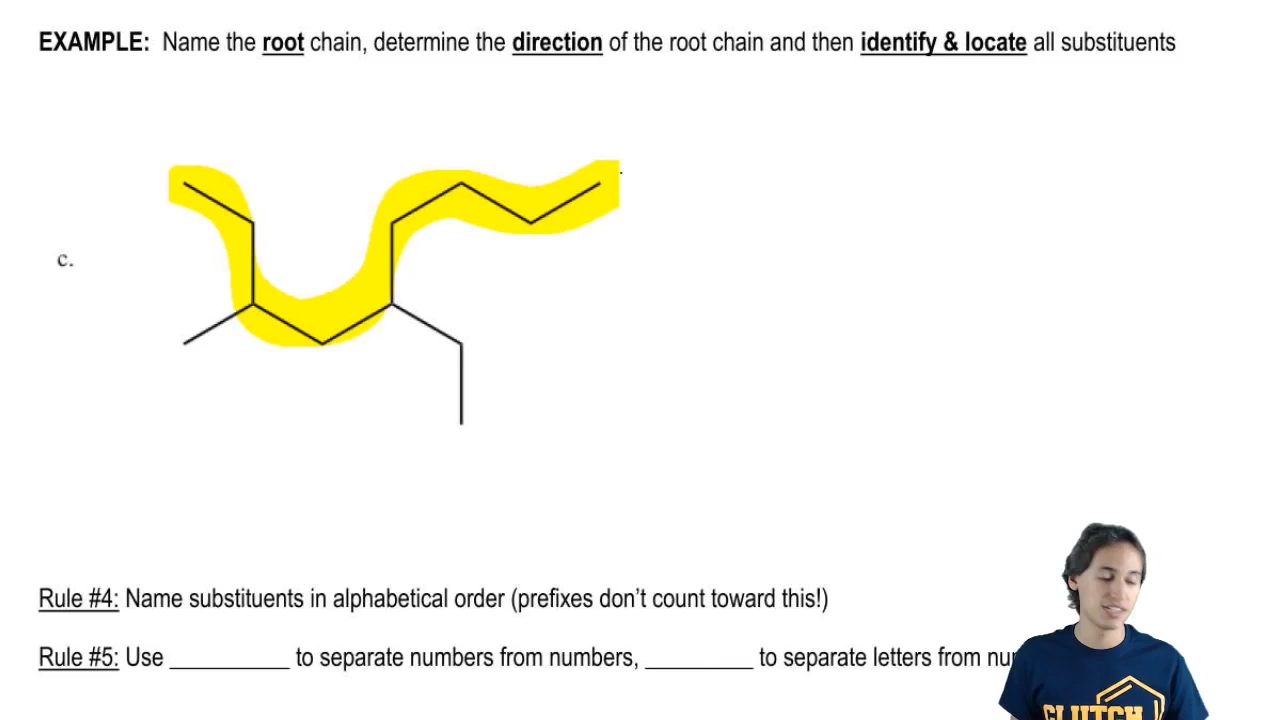 EXAMPLE: Name the root chain, determine the direction of the root chain and then identify & locate all substituents
c.
Rule #4: Name substituents in alphabetical order (prefixes don't count toward this!)
Rule #5: Use __________ to separate numbers from numbers, _________ to separate letters from
CLUTCH